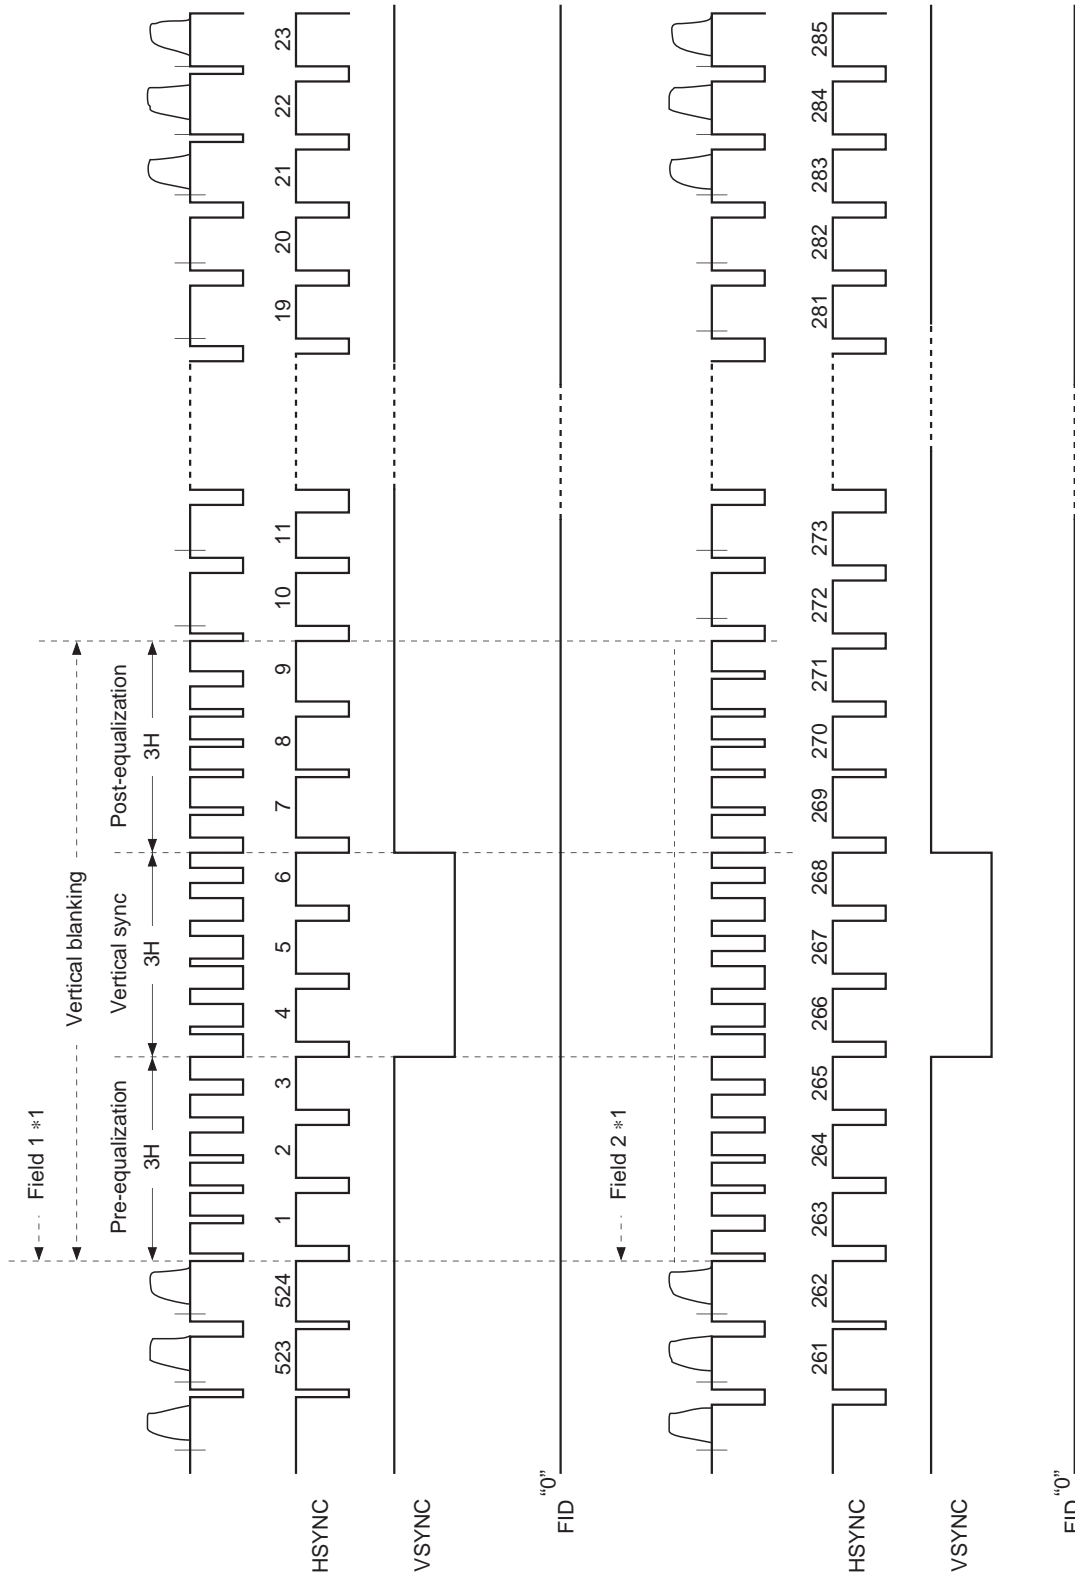 Field 1 *1
Vertical blanking
Pre-equalization
Vertical sync
Post-equalization
3H
3H
3H
523
524
1
2
3
4
5
6
7
8
9
10
11
19
20
21
22
23
HSYNC
VSYNC
“0”
FID
Field 2 *1
261
262
263
264
265
266
267
268
269
270
271
272
273
281
282
283
284
285
HSYNC
VSYNC
“0”
FID